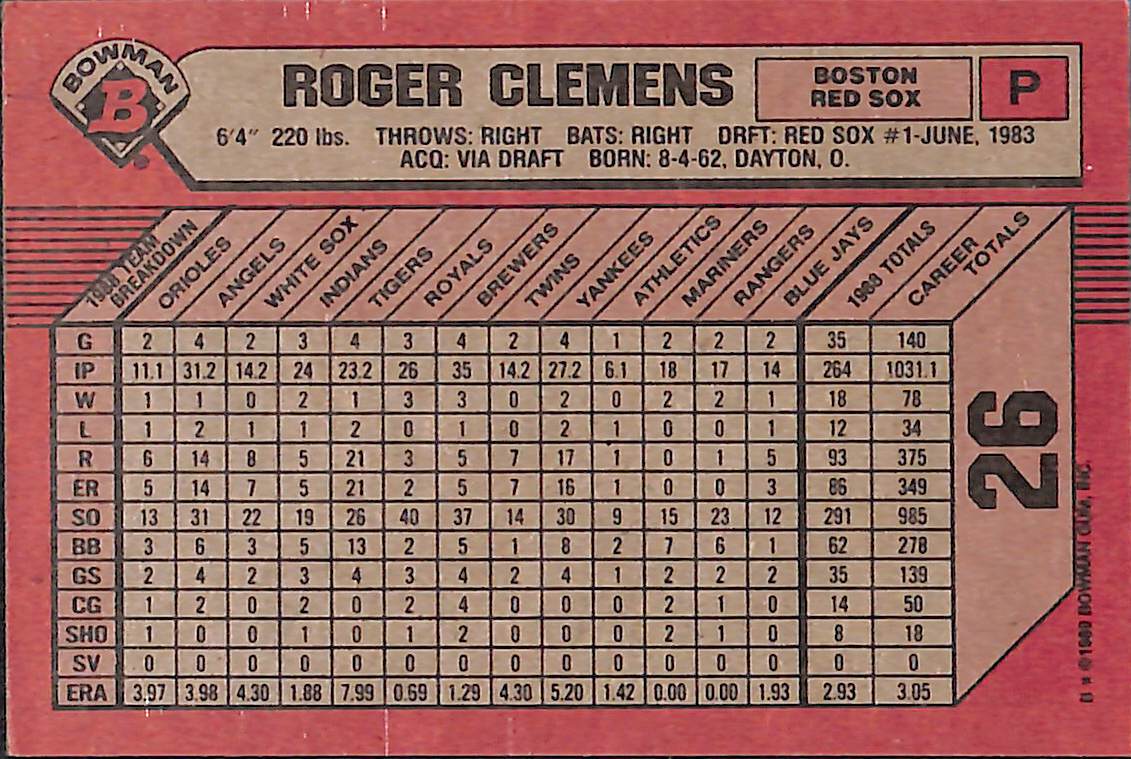 BOWMAN
B
ROGER CLEMENS
BOSTON
RED SOX
P
6'4" 220 lbs. THROWS: RIGHT BATS: RIGHT DRFT: RED SOX #1-JUNE, 1983
ACQ: VIA DRAFT BORN: 8-4-62, DAYTON, O.
1988 TEAM
BREAKDOWN
ORIOLES
ANGELS
WHITE SOX
INDIANS
TIGERS
ROYALS
BREWERS
TWINS
YANKEES
ATHLETICS
MARINERS
RANGERS
BLUE JAYS
1988 TOTALS
CAREER
TOTALS
G 2 4 2 3 4 3 4 2 4 1 2 2 2 35 140
IP 11.1 31.2 14.2 24 23.2 26 35 14.2 27.2 6.1 18 17 14 264 1031.1
W 1 1 0 2 1 3 3 0 2 0 2 2 1 18 78
L 1 2 1 1 2 0 1 0 2 1 0 0 1 12 34
R 6 14 8 5 21 3 5 7 17 1 0 1 5 93 375
ER 5 14 7 5 21 2 5 7 16 1 0 0 3 86 349
SO 13 31 22 19 26 40 37 14 30 9 15 23 12 291 985
BB 3 6 3 5 13 2 5 1 8 2 7 6 1 62 278
GS 2 4 2 3 4 3 4 2 4 1 2 2 2 35 139
CG 1 2 0 2 0 2 4 0 0 0 2 1 0 14 50
SHO 1 0 0 1 0 1 2 0 0 0 2 1 0 8 18
SV 0 0 0 0 0 0 0 0 0 0 0 0 0 0 0
ERA 3.97 3.98 4.30 1.88 7.99 0.69 1.29 4.30 5.20 1.42 0.00 0.00 1.93 2.93 3.05
26
B * © 1989 BOWMAN GUM, INC.